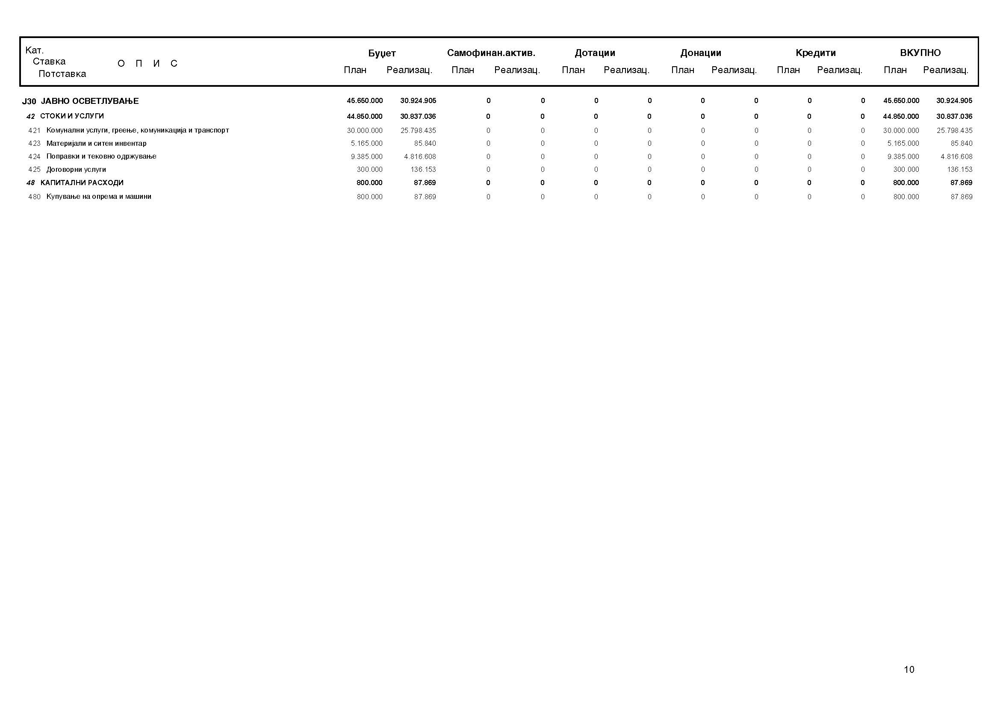 Кат.
Ставка
Потставка
О П И С
Буџет Самофинан.актив. Дотации Донации Кредити ВКУПНО
План Реализац. План Реализац. План Реализац. План Реализац. План Реализац. План Реализац.
Ј30 ЈАВНО ОСВЕТЛУВАЊЕ 45.650.000 30.924.905 0 0 0 0 0 0 0 0 45.650.000 30.924.905
42 СТОКИ И УСЛУГИ 44.850.000 30.837.036 0 0 0 0 0 0 0 0 44.850.000 30.837.036
421 Комунални услуги, греење, комуникација и транспорт 30.000.000 25.798.435 0 0 0 0 0 0 0 0 30.000.000 25.798.435
423 Материјали и ситен инвентар 5.165.000 85.840 0 0 0 0 0 0 0 0 5.165.000 85.840
424 Поправки и тековно одржување 9.385.000 4.816.608 0 0 0 0 0 0 0 0 9.385.000 4.816.608
425 Договорни услуги 300.000 136.153 0 0 0 0 0 0 0 0 300.000 136.153
48 КАПИТАЛНИ РАСХОДИ 800.000 87.869 0 0 0 0 0 0 0 0 800.000 87.869
480 Купување на опрема и машини 800.000 87.869 0 0 0 0 0 0 0 0 800.000 87.869
10